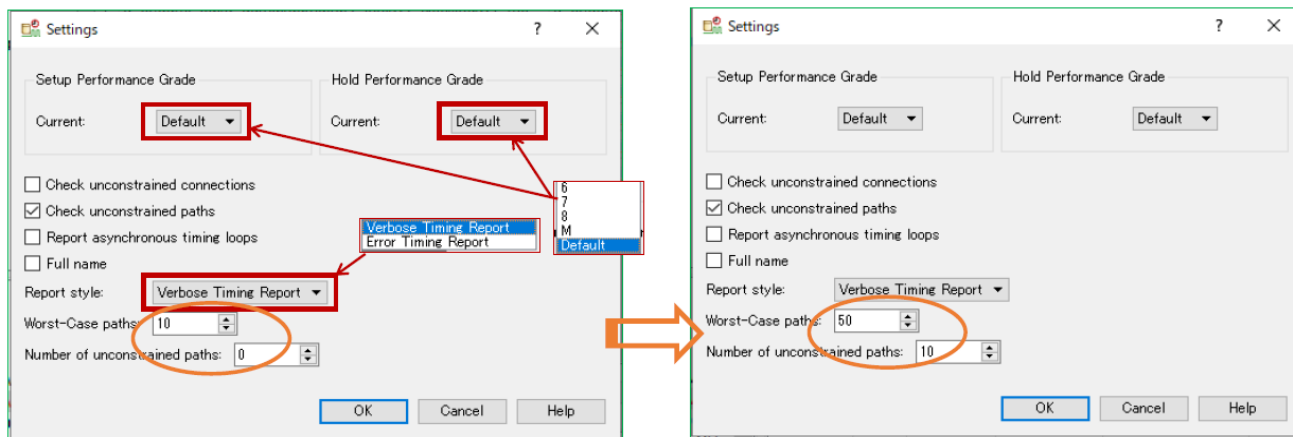 Settings
?
Setup Performance Grade
Hold Performance Grade
Current: Default
Current: Default
Check unconstrained connections
Check unconstrained paths
Report asynchronous timing loops
Full name
Report style: Verbose Timing Report
Worst-Case paths: 10
Number of unconstrained paths: 0
OK Cancel Help
Verbose Timing Report
Error Timing Report
6
7
8
M
Default
Settings
?
Setup Performance Grade
Hold Performance Grade
Current: Default
Current: Default
Check unconstrained connections
Check unconstrained paths
Report asynchronous timing loops
Full name
Report style: Verbose Timing Report
Worst-Case paths: 50
Number of unconstrained paths: 10
OK Cancel Help